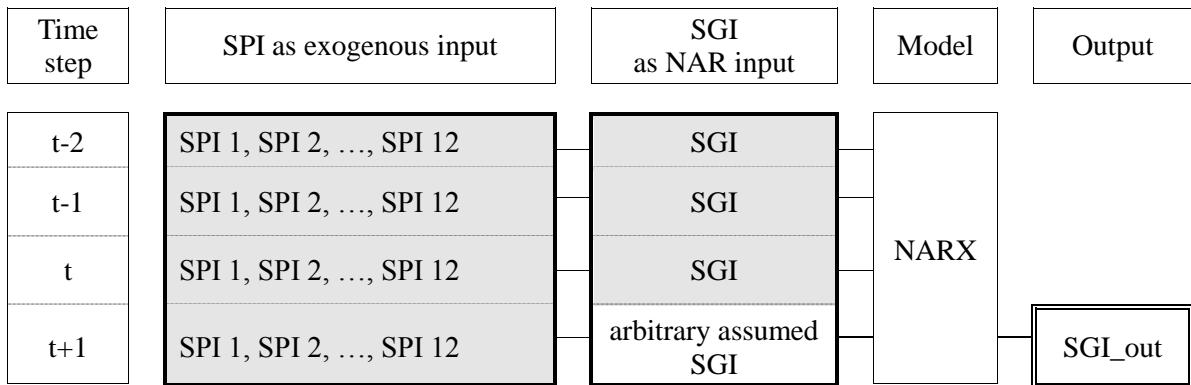 Time
step
SPI as exogenous input
SGI
as NAR input
Model
Output
t-2
SPI 1, SPI 2, …, SPI 12
SGI
t-1
SPI 1, SPI 2, …, SPI 12
SGI
t
SPI 1, SPI 2, …, SPI 12
SGI
NARX
t+1
SPI 1, SPI 2, …, SPI 12
arbitrary assumed
SGI
SGI_out